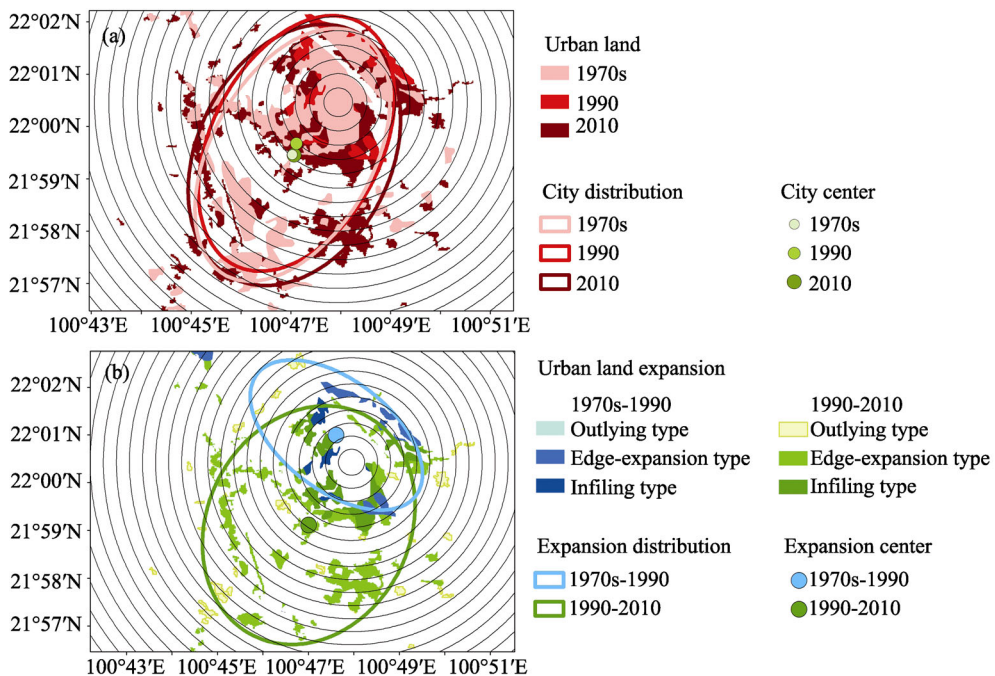 (a)
22°02′N
22°01′N
22°00′N
21°59′N
21°58′N
21°57′N
100°43′E 100°45′E 100°47′E 100°49′E 100°51′E
Urban land
1970s
1990
2010
City distribution
1970s
1990
2010
City center
1970s
1990
2010
(b)
22°02′N
22°01′N
22°00′N
21°59′N
21°58′N
21°57′N
100°43′E 100°45′E 100°47′E 100°49′E 100°51′E
Urban land expansion
1970s-1990
Outlying type
Edge-expansion type
Infiling type
1990-2010
Outlying type
Edge-expansion type
Infiling type
Expansion distribution
1970s-1990
1990-2010
Expansion center
1970s-1990
1990-2010